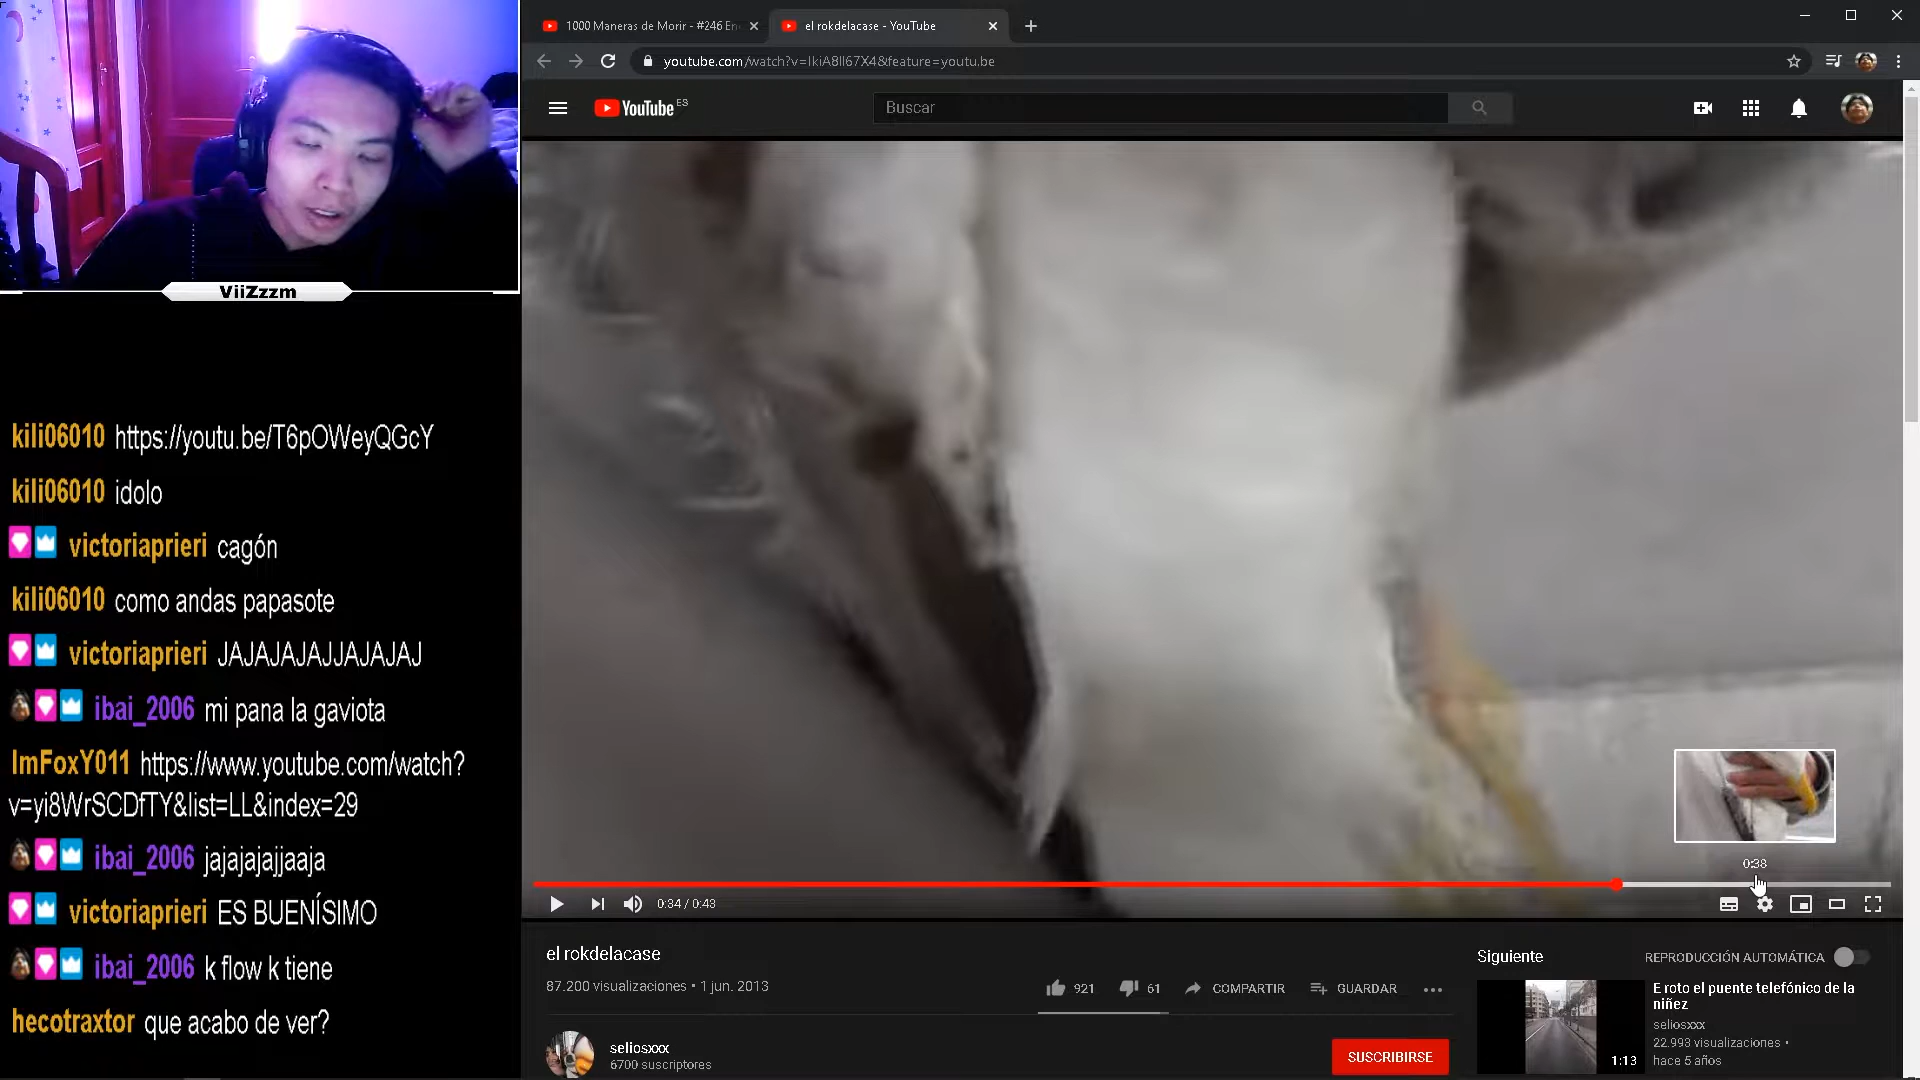 1000 Maneras de Morir - #246 En
el rokdelacase - YouTube
youtube.com/watch?v=IkiA8Il67X4&feature=youtu.be
YouTube ES
Buscar
ViiZzzm
kili06010 https://youtu.be/T6pOWeyQGcY
kili06010 idolo
victoriaprieri cagón
kili06010 como andas papasote
victoriaprieri JAJAJAJAJJAJAJAJ
ibai_2006 mi pana la gaviota
ImFoxY011 https://www.youtube.com/watch?
v=yi8WrSCDfTY&list=LL&index=29
ibai_2006 jajajajajjaaja
victoriaprieri ES BUENÍSIMO
ibai_2006 k flow k tiene
hecotraxtor que acabo de ver?
0:38
0:34 / 0:43
el rokdelacase
87.200 visualizaciones • 1 jun. 2013
921
61
COMPARTIR
GUARDAR
seliosxxx
6700 suscriptores
SUSCRIBIRSE
Siguiente
REPRODUCCIÓN AUTOMÁTICA
E roto el puente telefónico de la
niñez
seliosxxx
22.993 visualizaciones •
hace 5 años
1:13